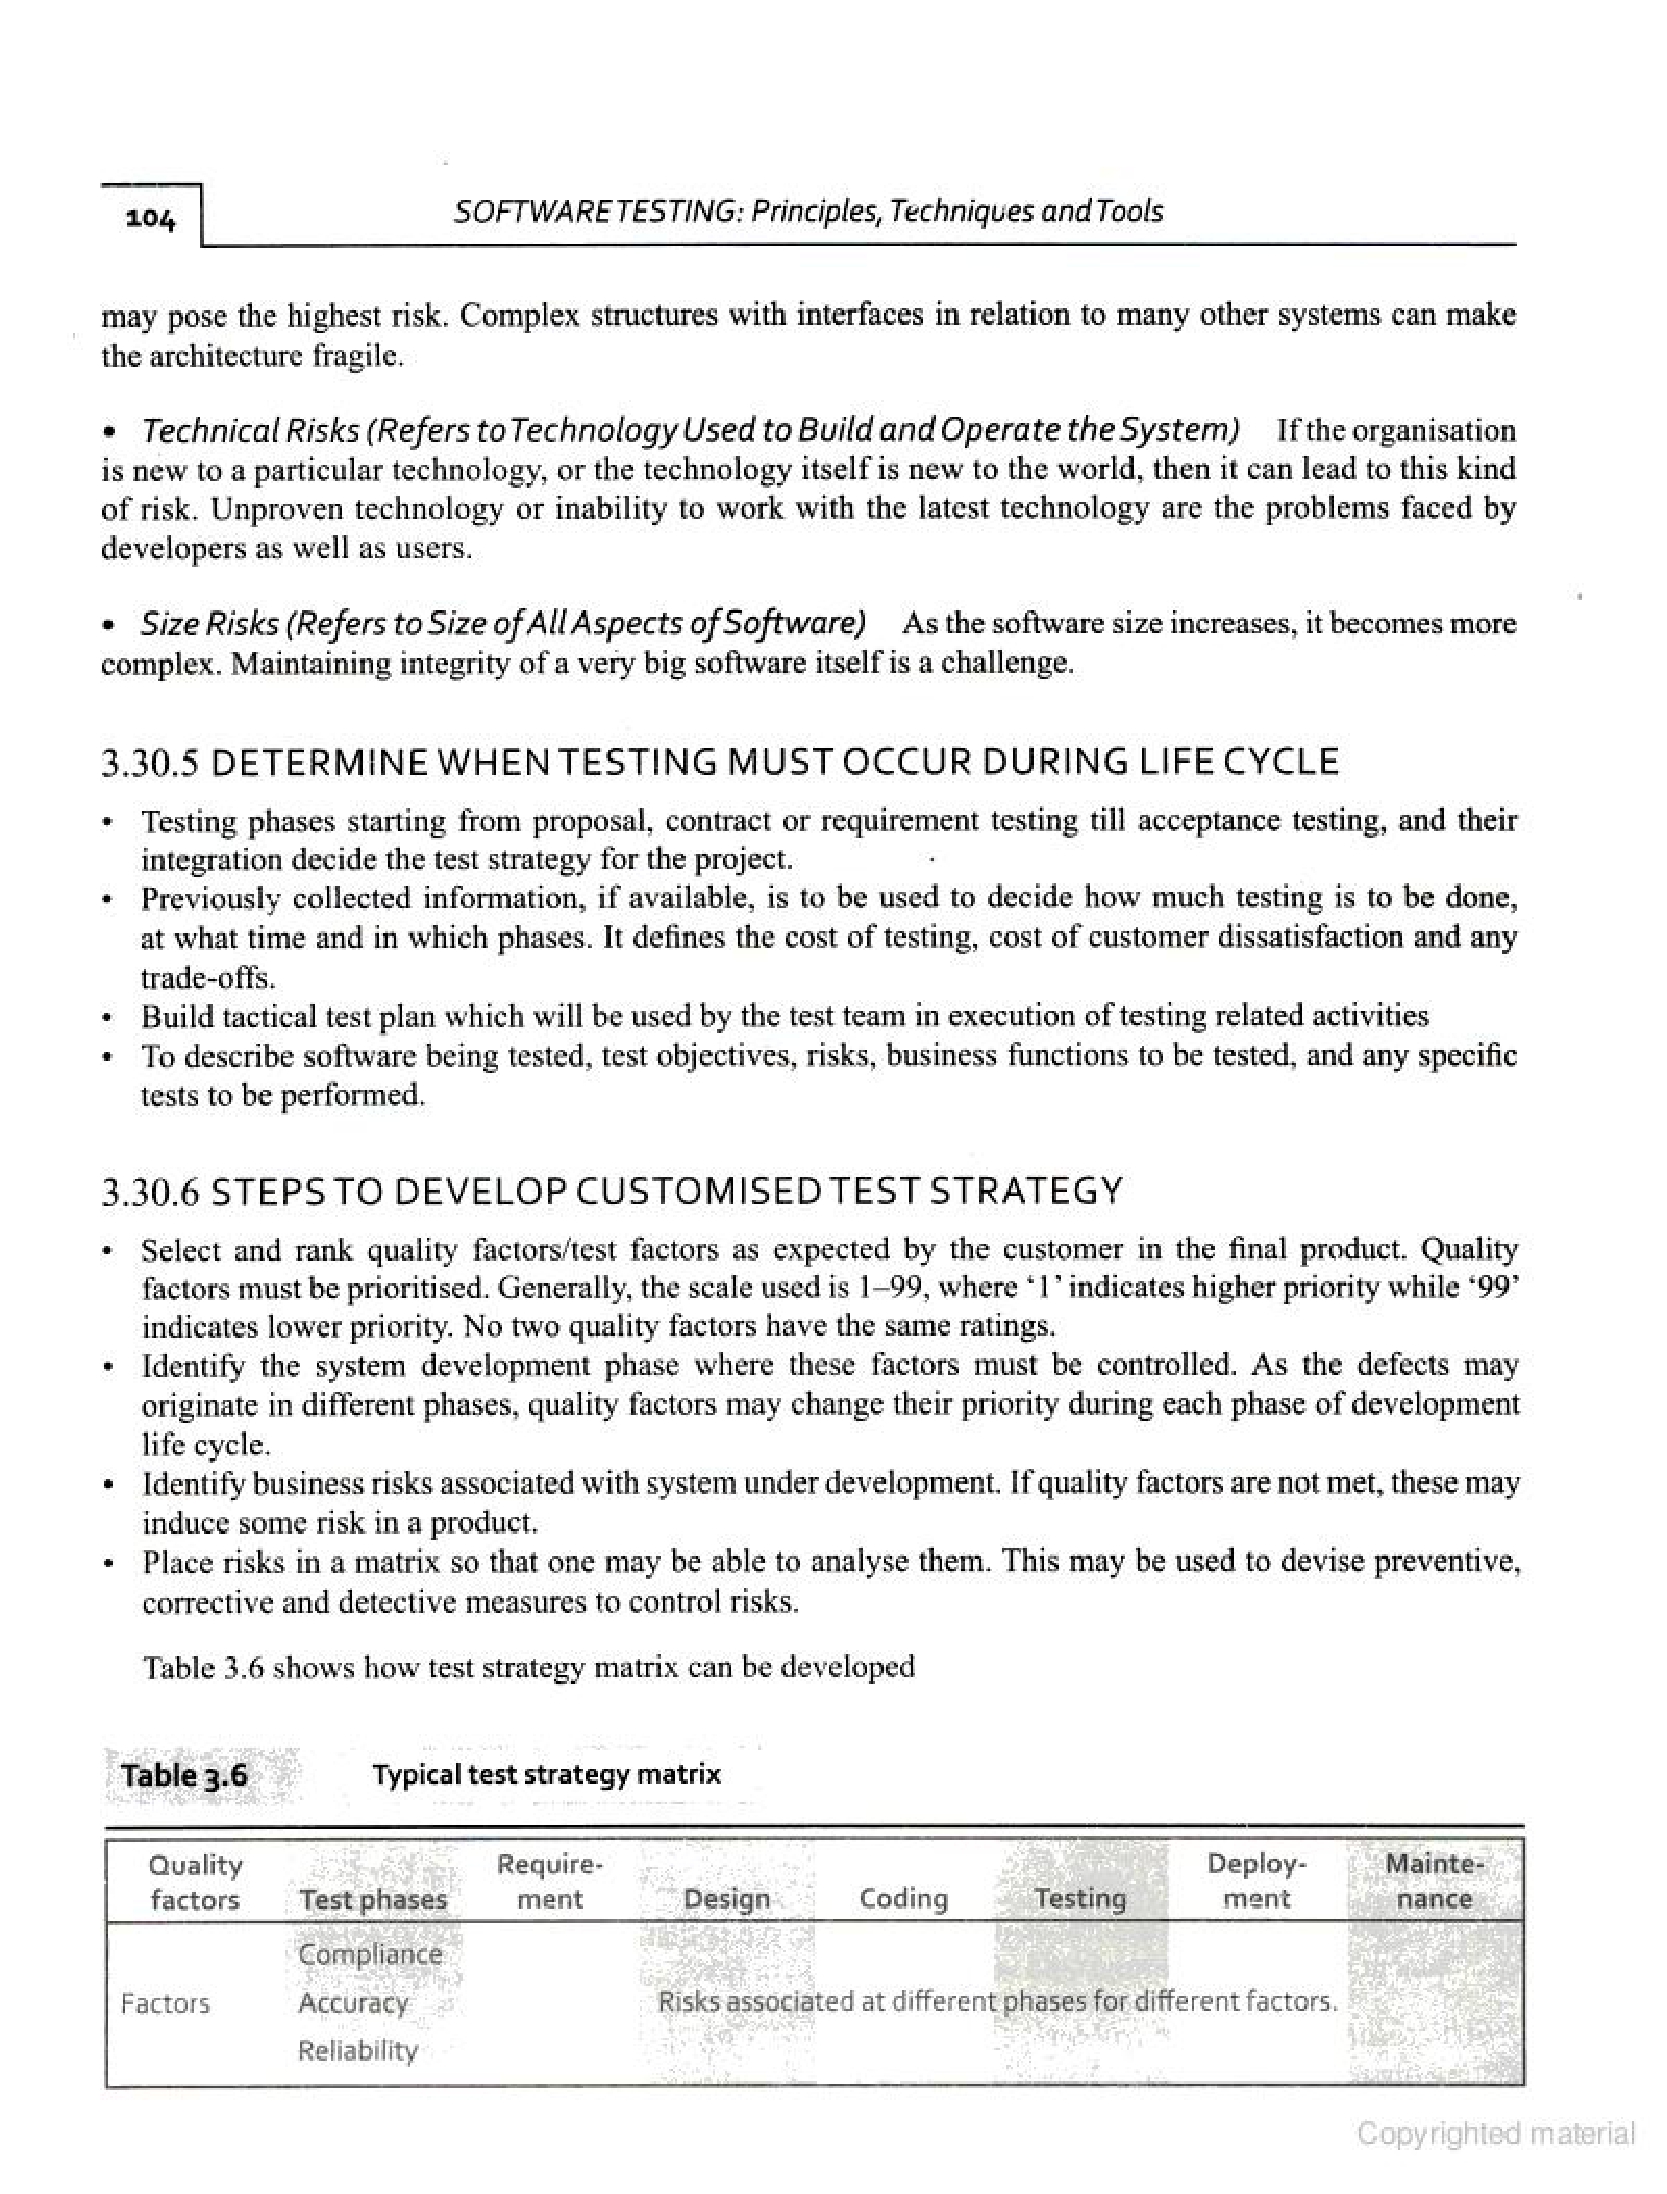 104
SOFTWARE TESTING: Principles, Techniques and Tools
may pose the highest risk. Complex structures with interfaces in relation to many other systems can make
the architecture fragile.
• Technical Risks (Refers to Technology Used to Build and Operate the System) If the organisation
is new to a particular technology, or the technology itself is new to the world, then it can lead to this kind
of risk. Unproven technology or inability to work with the latest technology are the problems faced by
developers as well as users.
• Size Risks (Refers to Size of All Aspects of Software) As the software size increases, it becomes more
complex. Maintaining integrity of a very big software itself is a challenge.
3.30.5 DETERMINE WHEN TESTING MUST OCCUR DURING LIFE CYCLE
• Testing phases starting from proposal, contract or requirement testing till acceptance testing, and their
integration decide the test strategy for the project.
• Previously collected information, if available, is to be used to decide how much testing is to be done,
at what time and in which phases. It defines the cost of testing, cost of customer dissatisfaction and any
trade-offs.
• Build tactical test plan which will be used by the test team in execution of testing related activities
• To describe software being tested, test objectives, risks, business functions to be tested, and any specific
tests to be performed.
3.30.6 STEPS TO DEVELOP CUSTOMISED TEST STRATEGY
• Select and rank quality factors/test factors as expected by the customer in the final product. Quality
factors must be prioritised. Generally, the scale used is 1–99, where ‘1’ indicates higher priority while ‘99’
indicates lower priority. No two quality factors have the same ratings.
• Identify the system development phase where these factors must be controlled. As the defects may
originate in different phases, quality factors may change their priority during each phase of development
life cycle.
• Identify business risks associated with system under development. If quality factors are not met, these may
induce some risk in a product.
• Place risks in a matrix so that one may be able to analyse them. This may be used to devise preventive,
corrective and detective measures to control risks.
Table 3.6 shows how test strategy matrix can be developed
Table 3.6 Typical test strategy matrix
Quality Require- Deploy- Mainte-
factors Test phases ment Design Coding Testing ment nance
Compliance
Factors Accuracy Risks associated at different phases for different factors.
Reliability
Copyrighted material